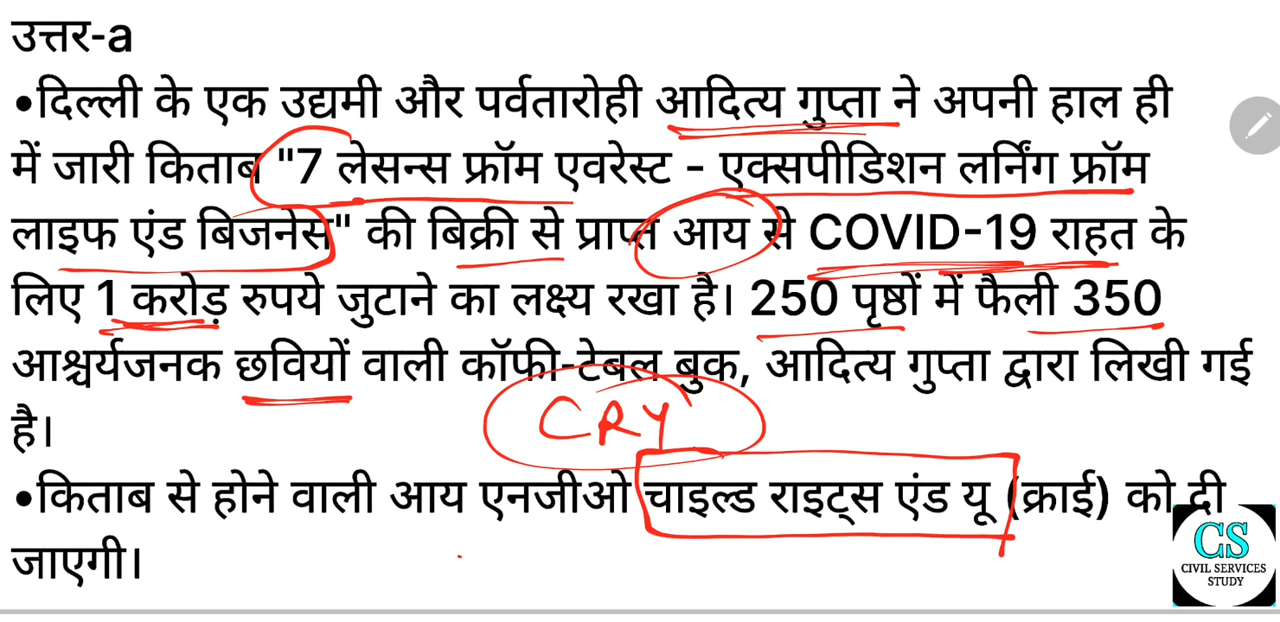 उत्तर-a
•दिल्ली के एक उद्यमी और पर्वतारोही आदित्य गुप्ता ने अपनी हाल ही
में जारी किताब "7 लेसन्स फ्रॉम एवरेस्ट - एक्सपीडिशन लर्निंग फ्रॉम
लाइफ एंड बिजनेस" की बिक्री से प्राप्त आय से COVID-19 राहत के
लिए 1 करोड़ रुपये जुटाने का लक्ष्य रखा है। 250 पृष्ठों में फैली 350
आश्चर्यजनक छवियों वाली कॉफी-टेबल बुक, आदित्य गुप्ता द्वारा लिखी गई
है।
CRY
•किताब से होने वाली आय एनजीओ चाइल्ड राइट्स एंड यू (क्राई) को दी
जाएगी।
CS
CIVIL SERVICES
STUDY